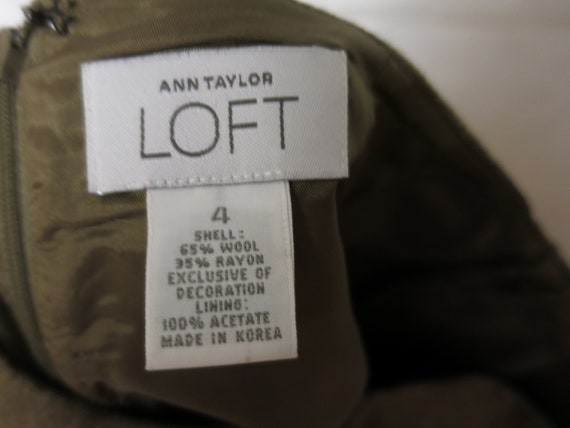 ANN TAYLOR
LOFT
4
SHELL:
65% WOOL
35% RAYON
EXCLUSIVE OF
DECORATION
LINING:
100% ACETATE
MADE IN KOREA